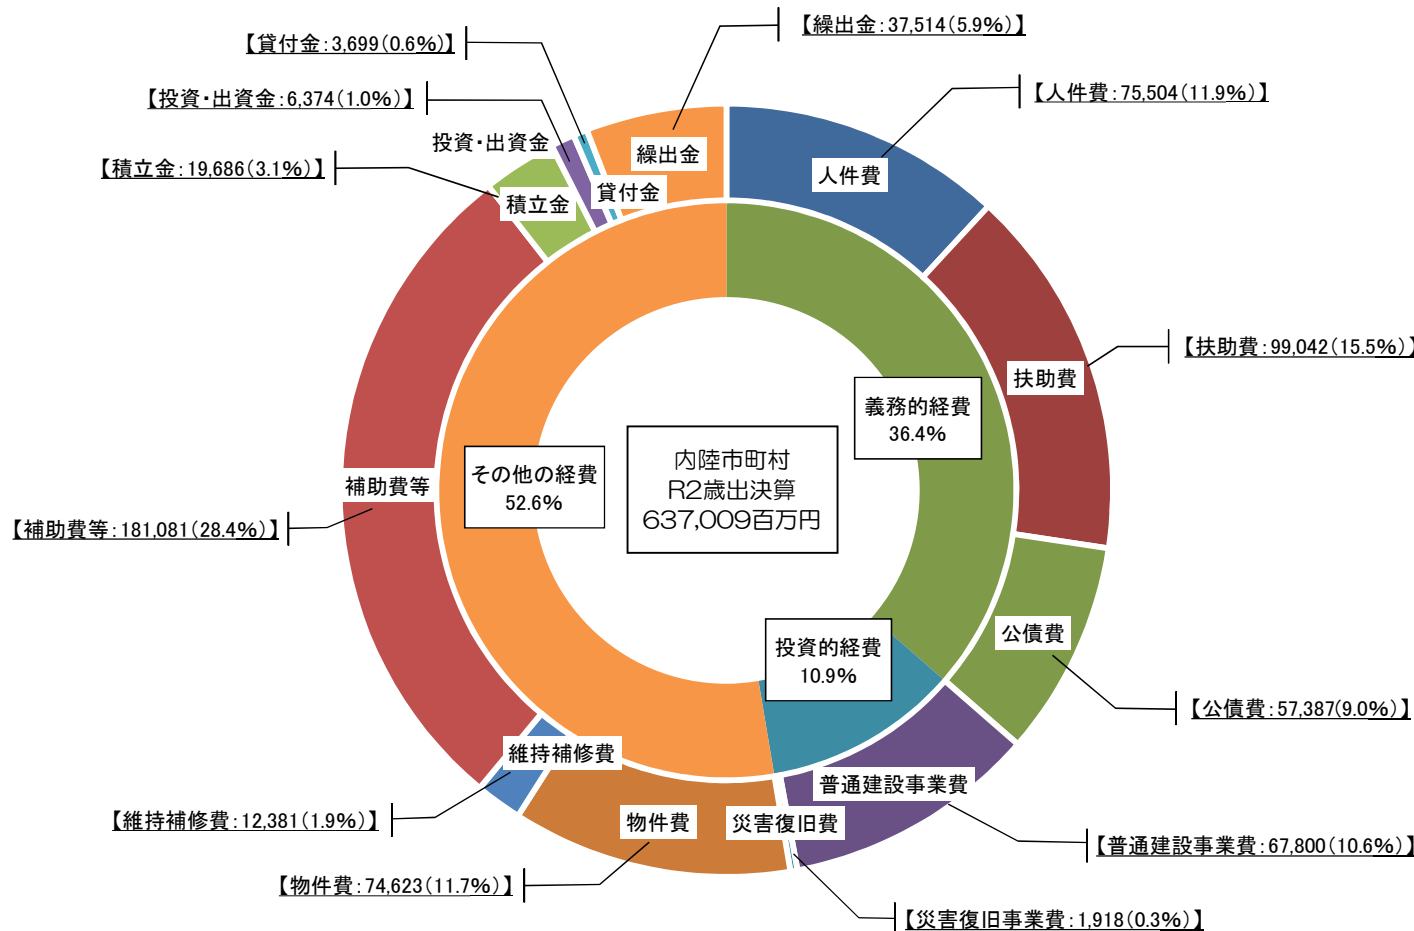 【繰出金：37,514（5.9％）】
【貸付金：3,699（0.6％）】
【投資・出資金：6,374（1.0％）】
【人件費：75,504（11.9％）】
投資・出資金
繰出金
【積立金：19,686（3.1％）】
人件費
貸付金
積立金
【扶助費：99,042（15.5％）】
扶助費
義務的経費
36.4%
内陸市町村
R2歳出決算
637,009百万円
その他の経費
52.6%
補助費等
【補助費等：181,081（28.4％）】
公債費
投資的経費
10.9%
【公債費：57,387(9.0％）】
維持補修費
普通建設事業費
【維持補修費：12,381（1.9％）】
物件費
災害復旧費
【普通建設事業費：67,800（10.6％）】
【物件費：74,623（11.7％）】
【災害復旧事業費：1,918（0.3％）】